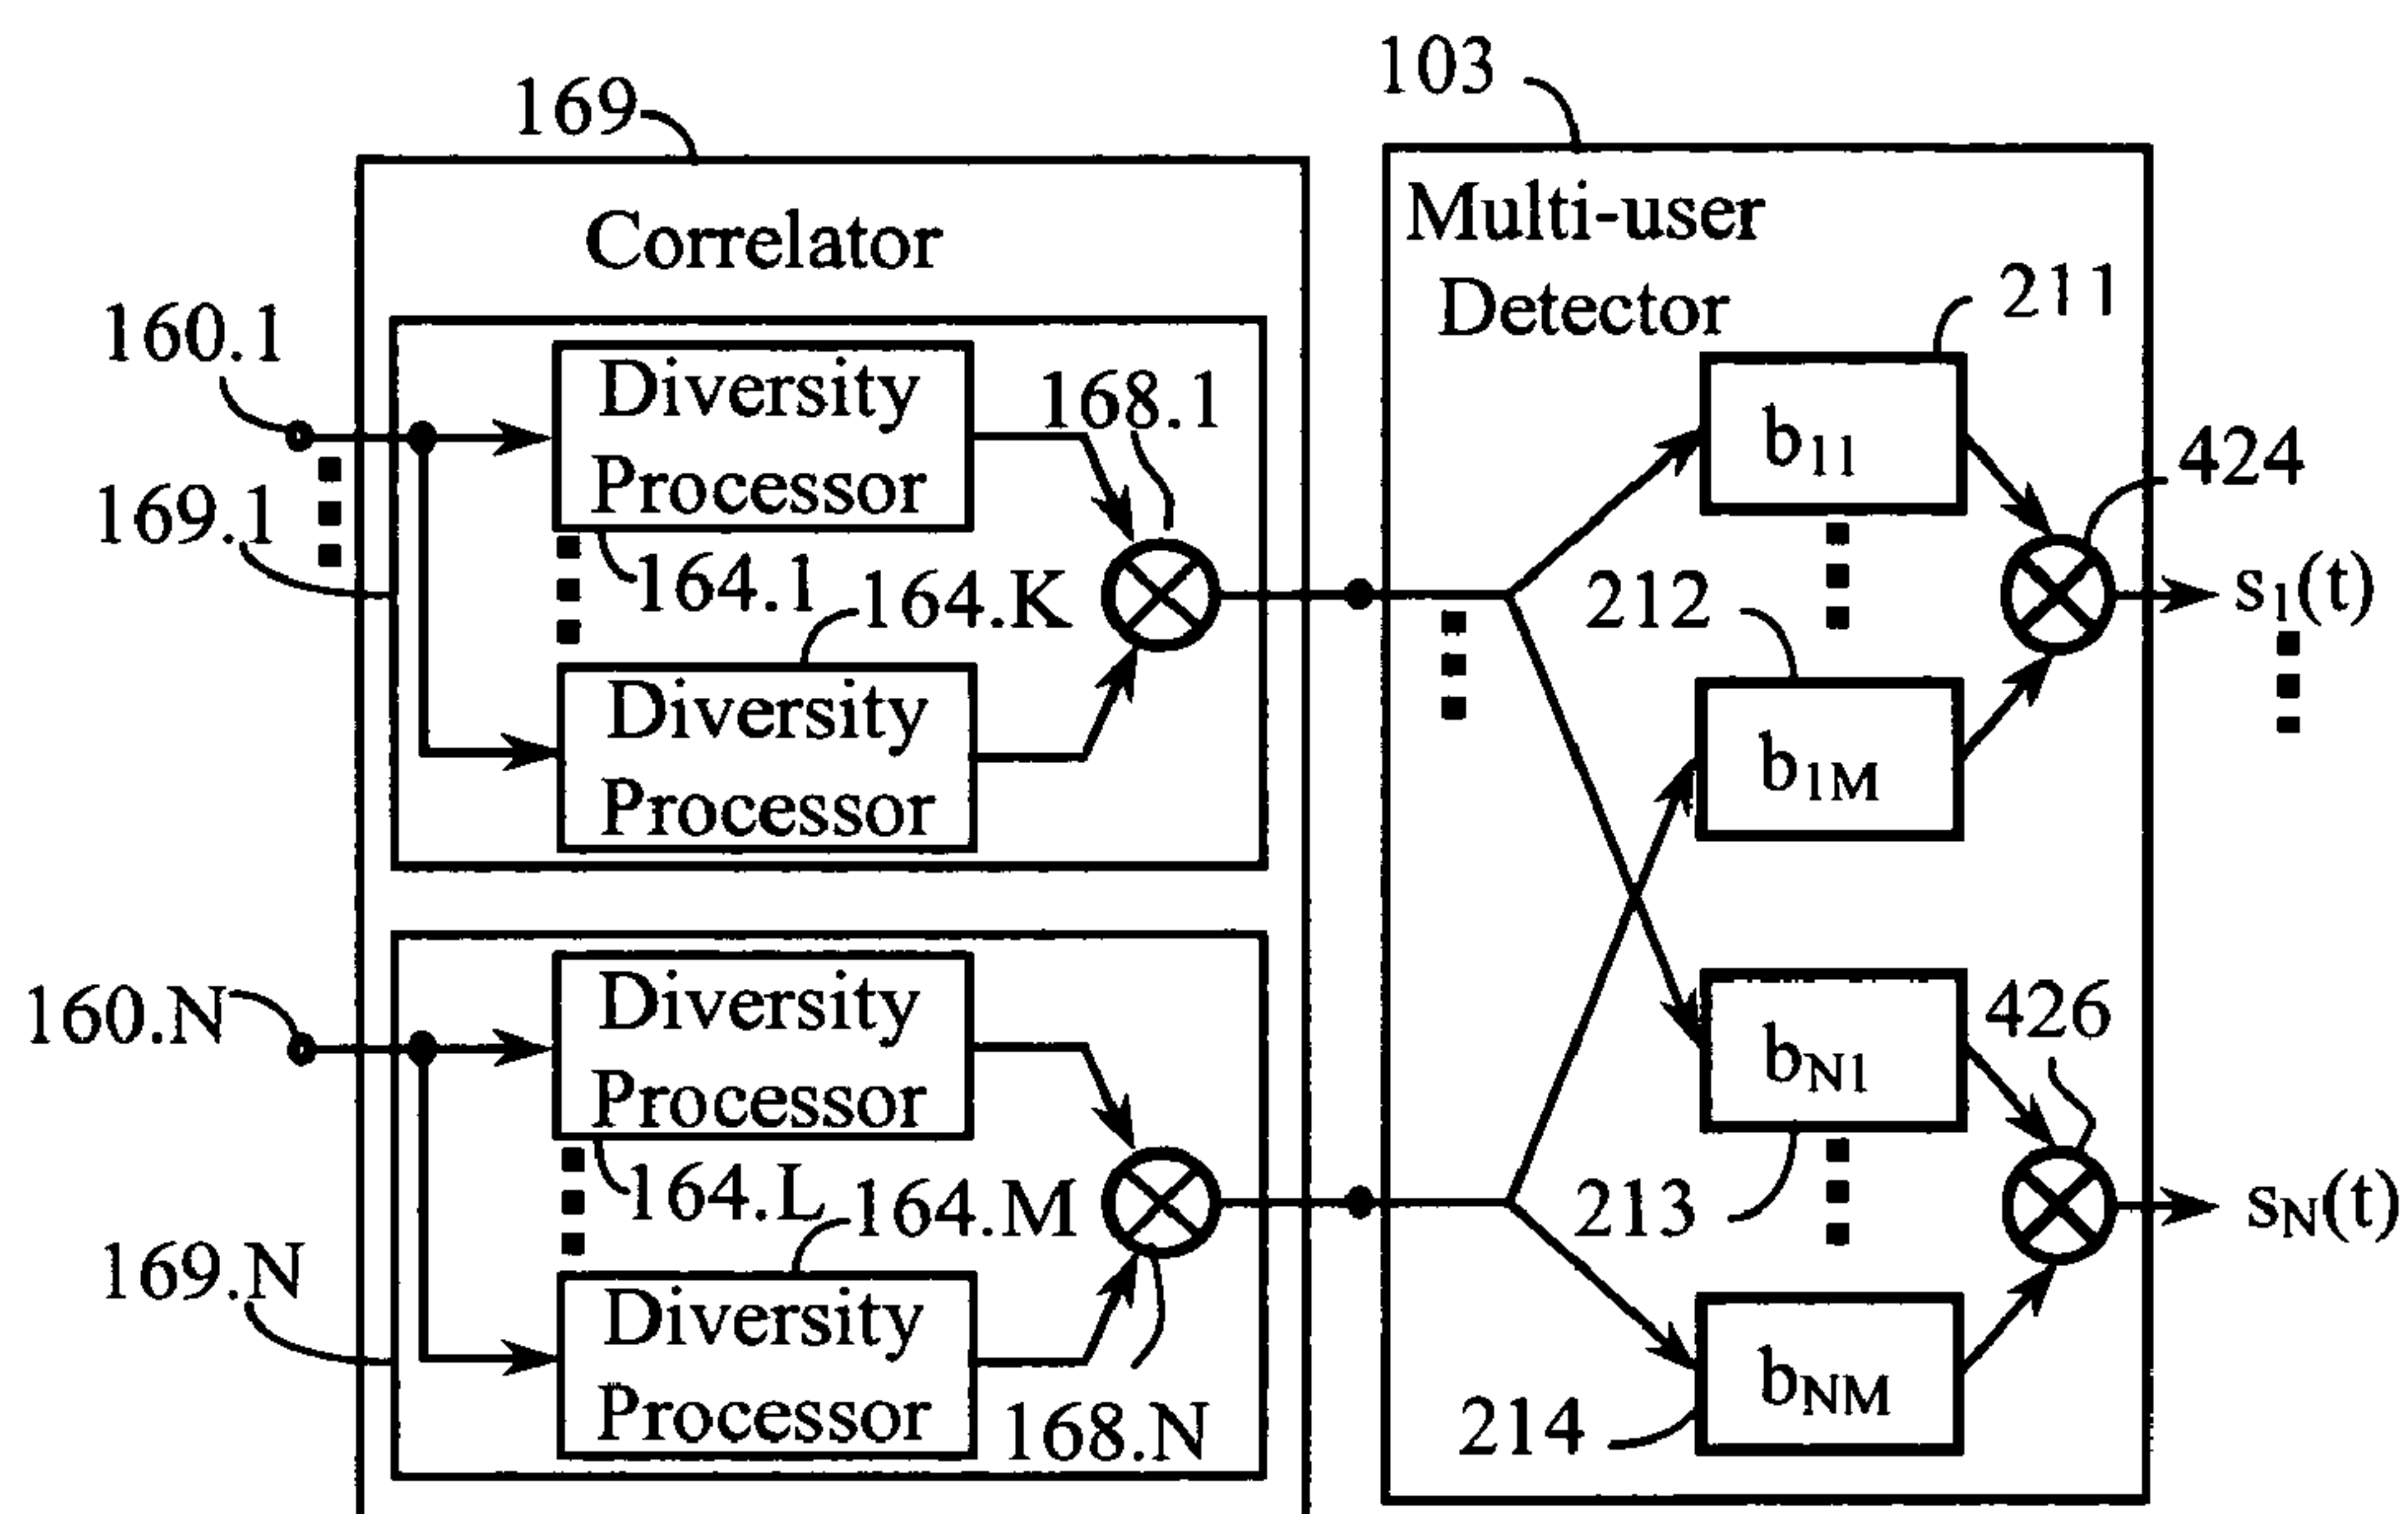 169
103
Correlator
Multi-user
Detector
211
160.1
Diversity
Processor
168.1
b11
424
169.1
164.1
164.K
212
s1(t)
Diversity
Processor
b1M
160.N
Diversity
Processor
bN1
426
164.L
164.M
213
sN(t)
169.N
Diversity
Processor
168.N
bNM
214